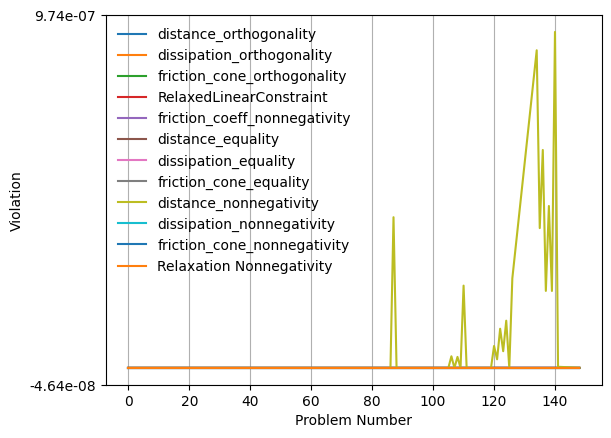 9.74e-07
distance_orthogonality
dissipation_orthogonality
friction_cone_orthogonality
RelaxedLinearConstraint
friction_coeff_nonnegativity
distance_equality
dissipation_equality
friction_cone_equality
distance_nonnegativity
dissipation_nonnegativity
friction_cone_nonnegativity
Relaxation Nonnegativity
Violation
-4.64e-08
0 20 40 60 80 100 120 140
Problem Number